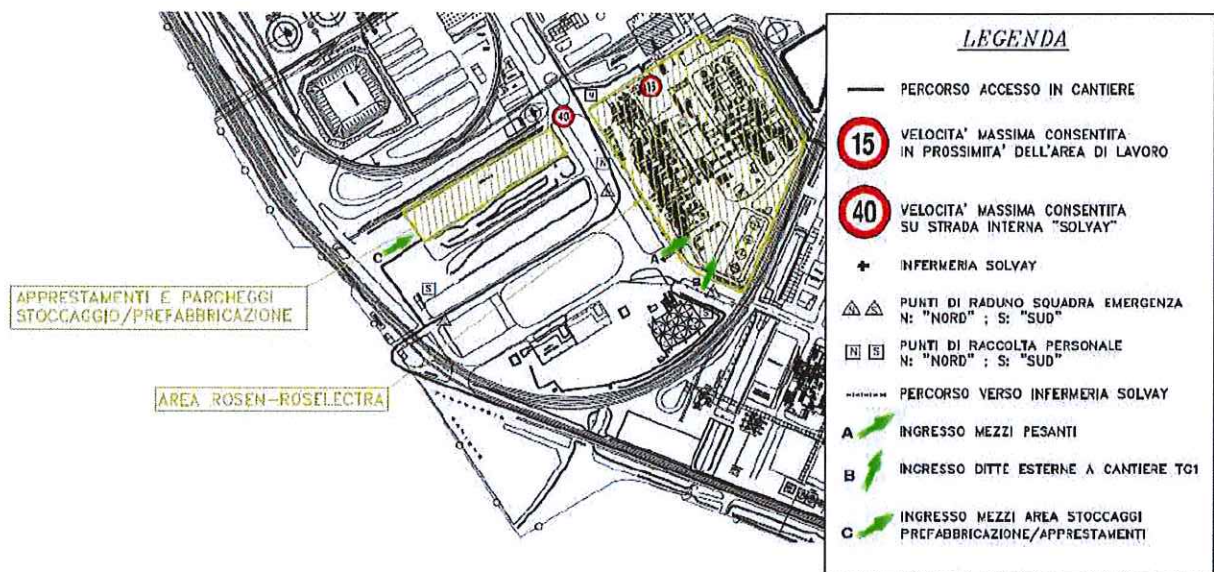 15
40
N
C
A
B
S
S
APPRESTAMENTI E PARCHEGGI
STOCCAGGIO/PREFABBRICAZIONE
AREA ROSEN-ROSELECTRA
LEGENDA
PERCORSO ACCESSO IN CANTIERE
15
VELOCITA' MASSIMA CONSENTITA
IN PROSSIMITA' DELL'AREA DI LAVORO
40
VELOCITA' MASSIMA CONSENTITA
SU STRADA INTERNA "SOLVAY"
INFERMERIA SOLVAY
PUNTI DI RADUNO SQUADRA EMERGENZA
N: "NORD" ; S: "SUD"
N S
PUNTI DI RACCOLTA PERSONALE
N: "NORD" ; S: "SUD"
PERCORSO VERSO INFERMERIA SOLVAY
A INGRESSO MEZZI PESANTI
B INGRESSO DITTE ESTERNE A CANTIERE TG1
C INGRESSO MEZZI AREA STOCCAGGI
PREFABBRICAZIONE/APPRESTAMENTI